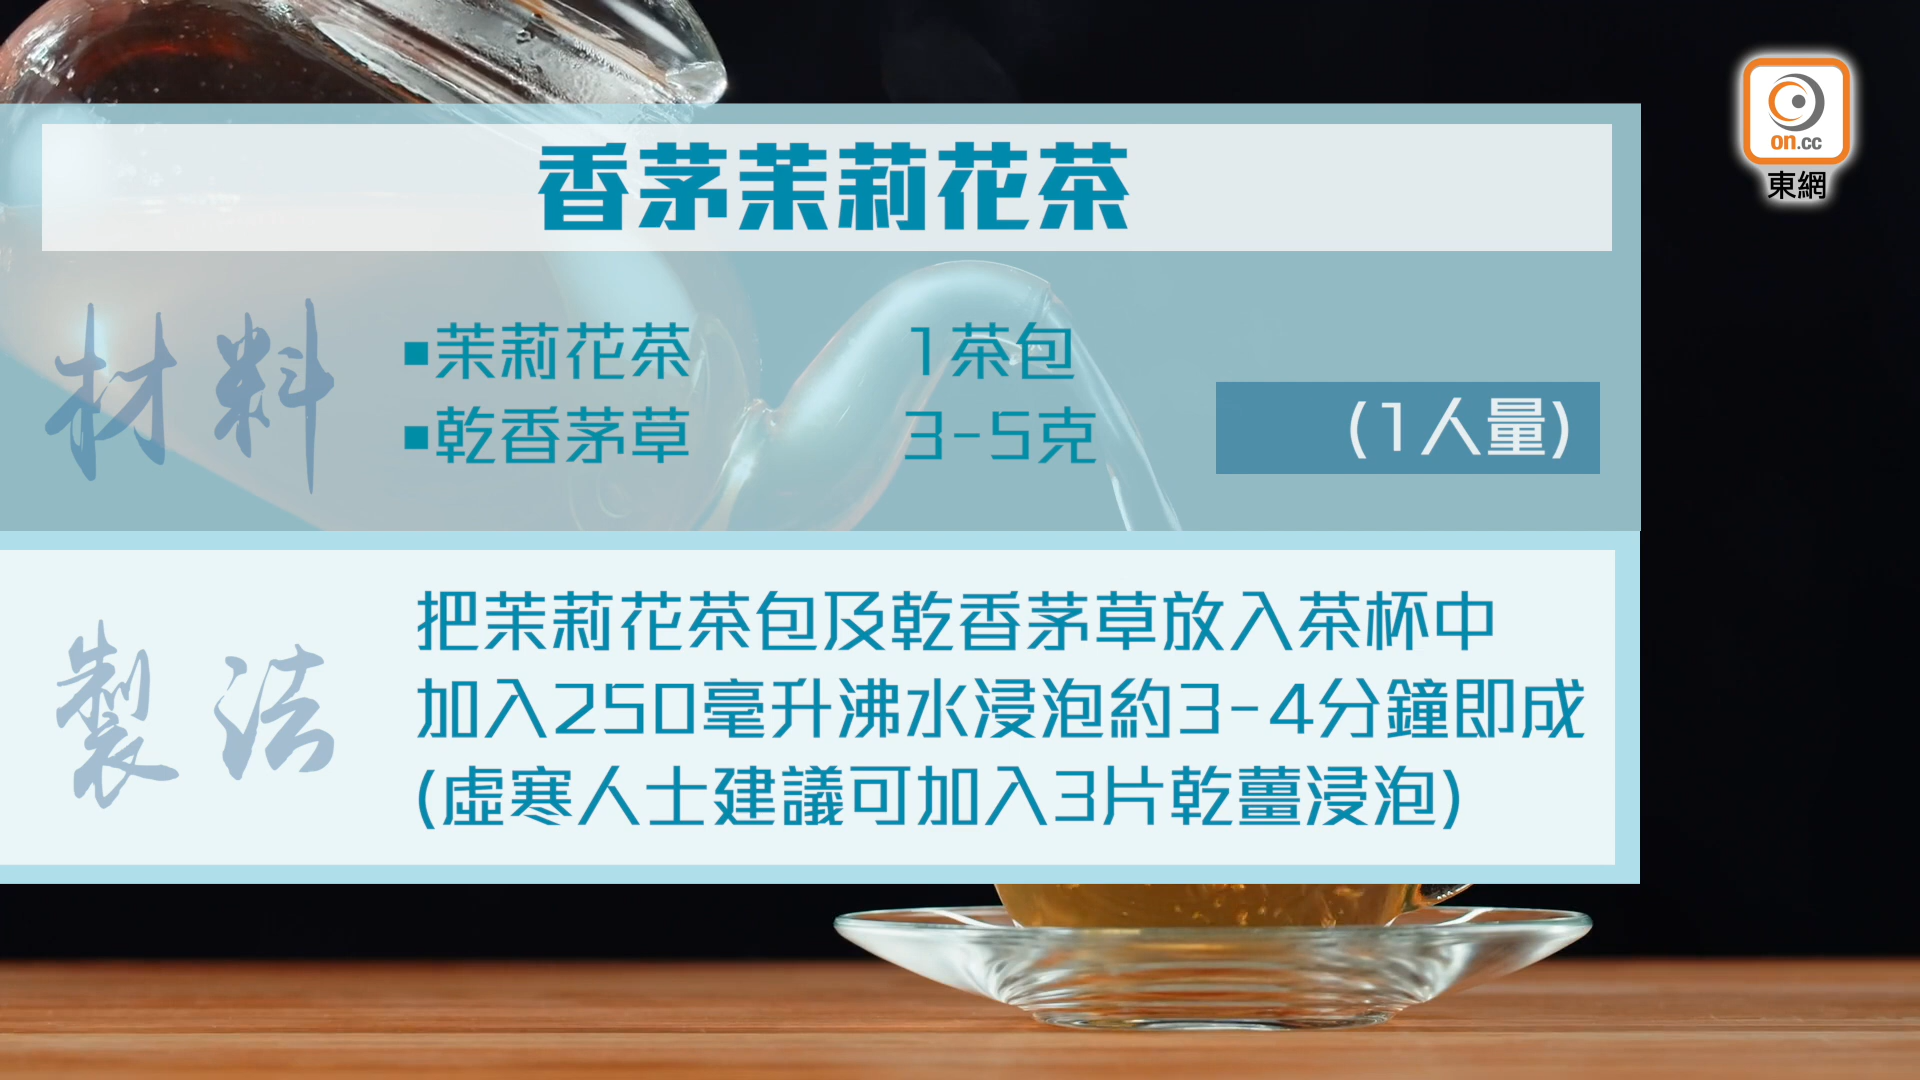 香茅茉莉花茶
on.cc
東網
材料
▪茉莉花茶 1茶包
▪乾香茅草 3-5克
(1人量)
製法
把茉莉花茶包及乾香茅草放入茶杯中
加入250毫升沸水浸泡約3-4分鐘即成
(虛寒人士建議可加入3片乾薑浸泡)